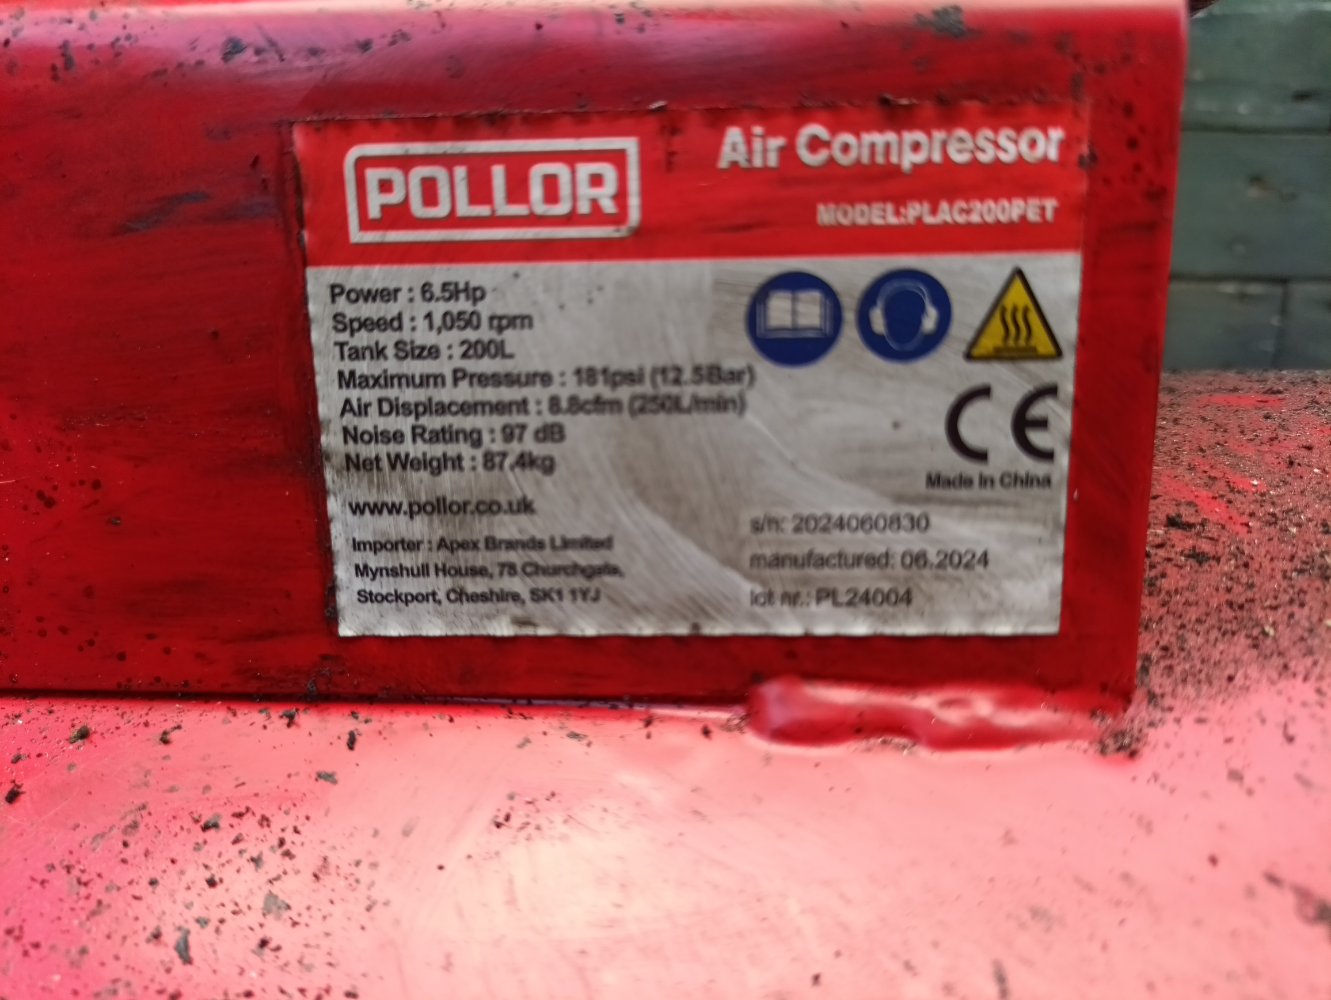 POLLOR
Air Compressor
MODEL:PLAC200PET
Power : 6.5Hp
Speed : 1,050 rpm
Tank Size : 200L
Maximum Pressure : 181psi (12.5Bar)
Air Displacement : 8.8cfm (250L/min)
Noise Rating : 97 dB
Net Weight : 87.4kg
www.pollor.co.uk
Importer : Apex Brands Limited
Mynshull House, 78 Churchgate,
Stockport, Cheshire, SK1 1YJ
CE
Made In China
s/n: 2024060830
manufactured: 06.2024
lot nr.: PL24004